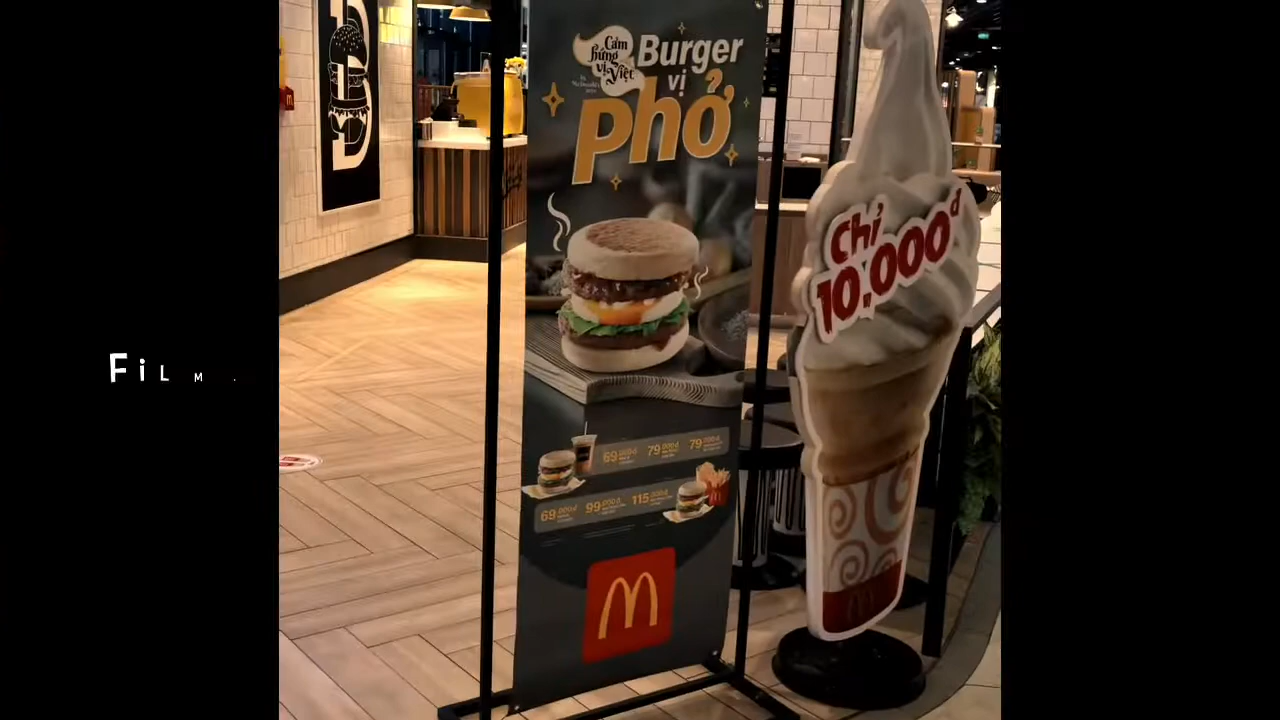 FiLM
Cảm
hứng
vị
Việt
Burger
vị
phở
Chỉ
10.000đ
69.000đ 79.000đ 79.000đ
69.000đ 99.000đ 115.000đ
M